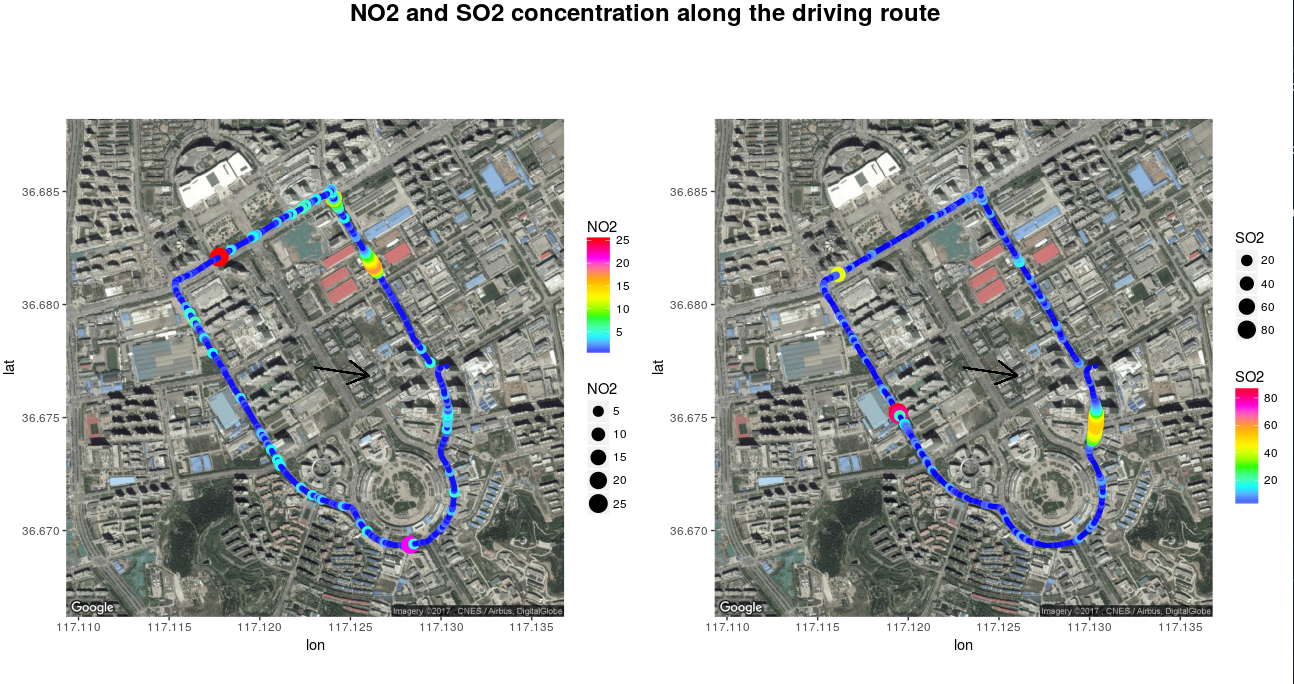 NO2 and SO2 concentration along the driving route
lat
36.685
36.680
36.675
36.670
117.110
117.115
117.120
117.125
117.130
117.135
lon
Google
Imagery ©2017 , CNES / Airbus, DigitalGlobe
NO2
25
20
15
10
5
NO2
5
10
15
20
25
lat
36.685
36.680
36.675
36.670
117.110
117.115
117.120
117.125
117.130
117.135
lon
Google
Imagery ©2017 , CNES / Airbus, DigitalGlobe
SO2
20
40
60
80
SO2
80
60
40
20